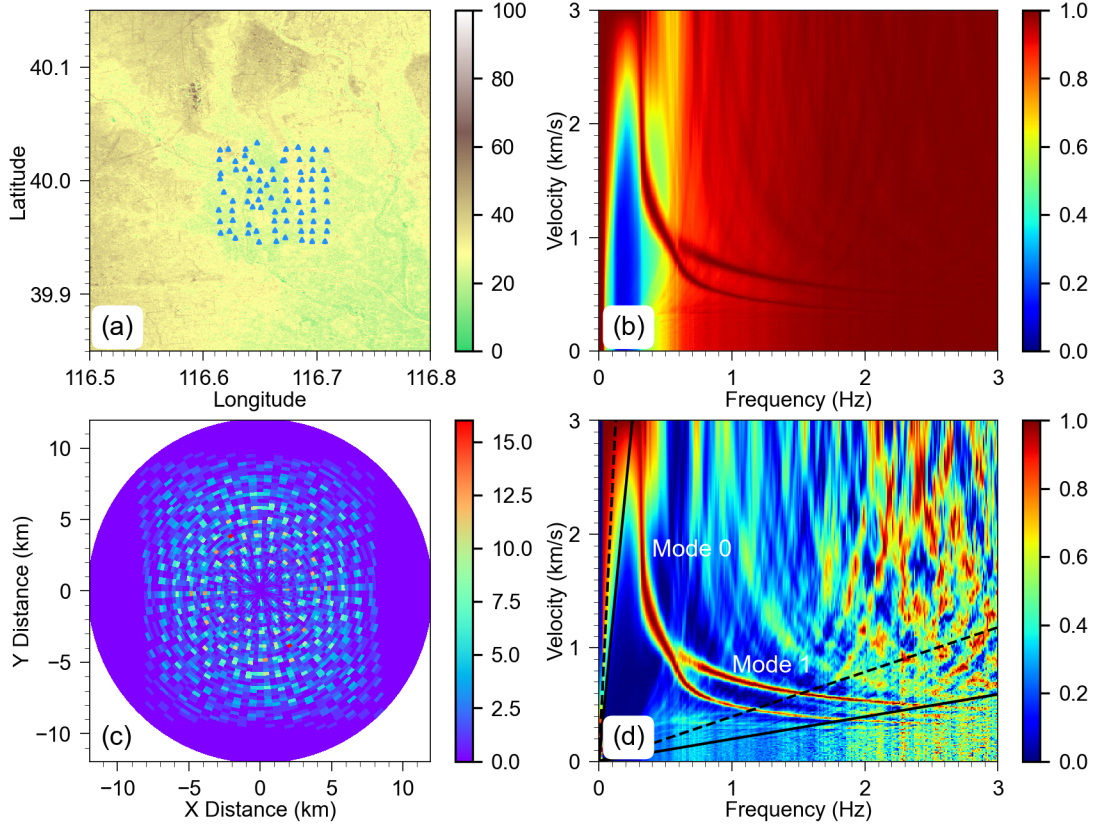 40.1
40.0
39.9
Latitude
(a)
116.5 116.6 116.7 116.8
Longitude
100
80
60
40
20
0
3
2
1
0
Velocity (km/s)
(b)
0 1 2 3
Frequency (Hz)
1.0
0.8
0.6
0.4
0.2
0.0
10
5
0
−5
−10
Y Distance (km)
(c)
−10 −5 0 5 10
X Distance (km)
15.0
12.5
10.0
7.5
5.0
2.5
0.0
3
2
1
0
Velocity (km/s)
Mode 0
Mode 1
(d)
0 1 2 3
Frequency (Hz)
1.0
0.8
0.6
0.4
0.2
0.0